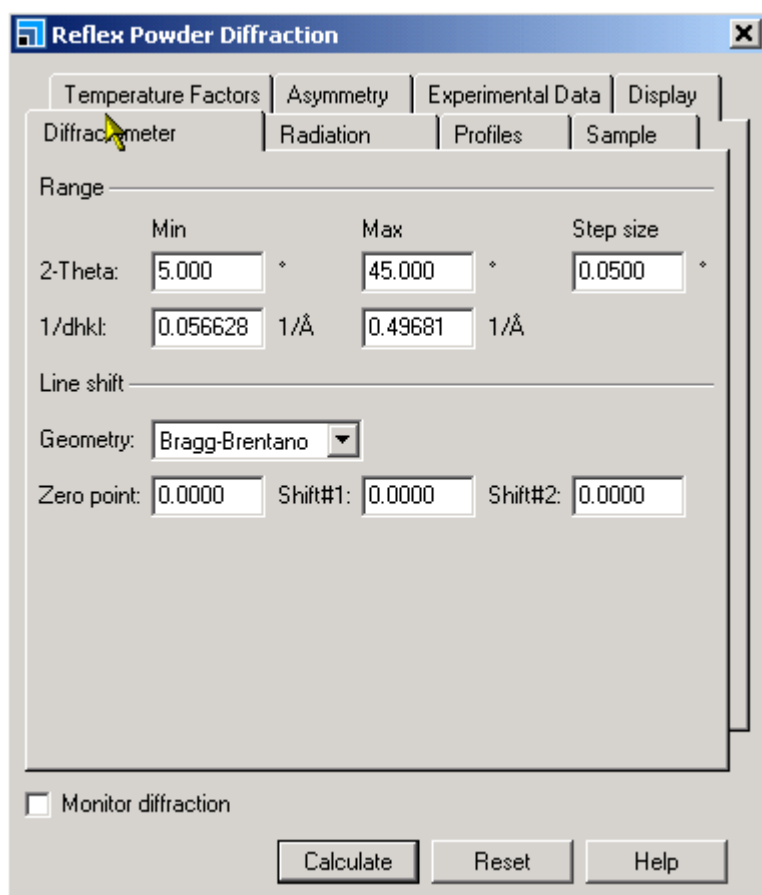 Reflex Powder Diffraction
Temperature Factors Asymmetry Experimental Data Display
Diffractometer Radiation Profiles Sample
Range
Min Max Step size
2-Theta: 5.000 ° 45.000 ° 0.0500 °
1/dhkl: 0.056628 1/Å 0.49681 1/Å
Line shift
Geometry: Bragg-Brentano
Zero point: 0.0000 Shift#1: 0.0000 Shift#2: 0.0000
Monitor diffraction
Calculate Reset Help